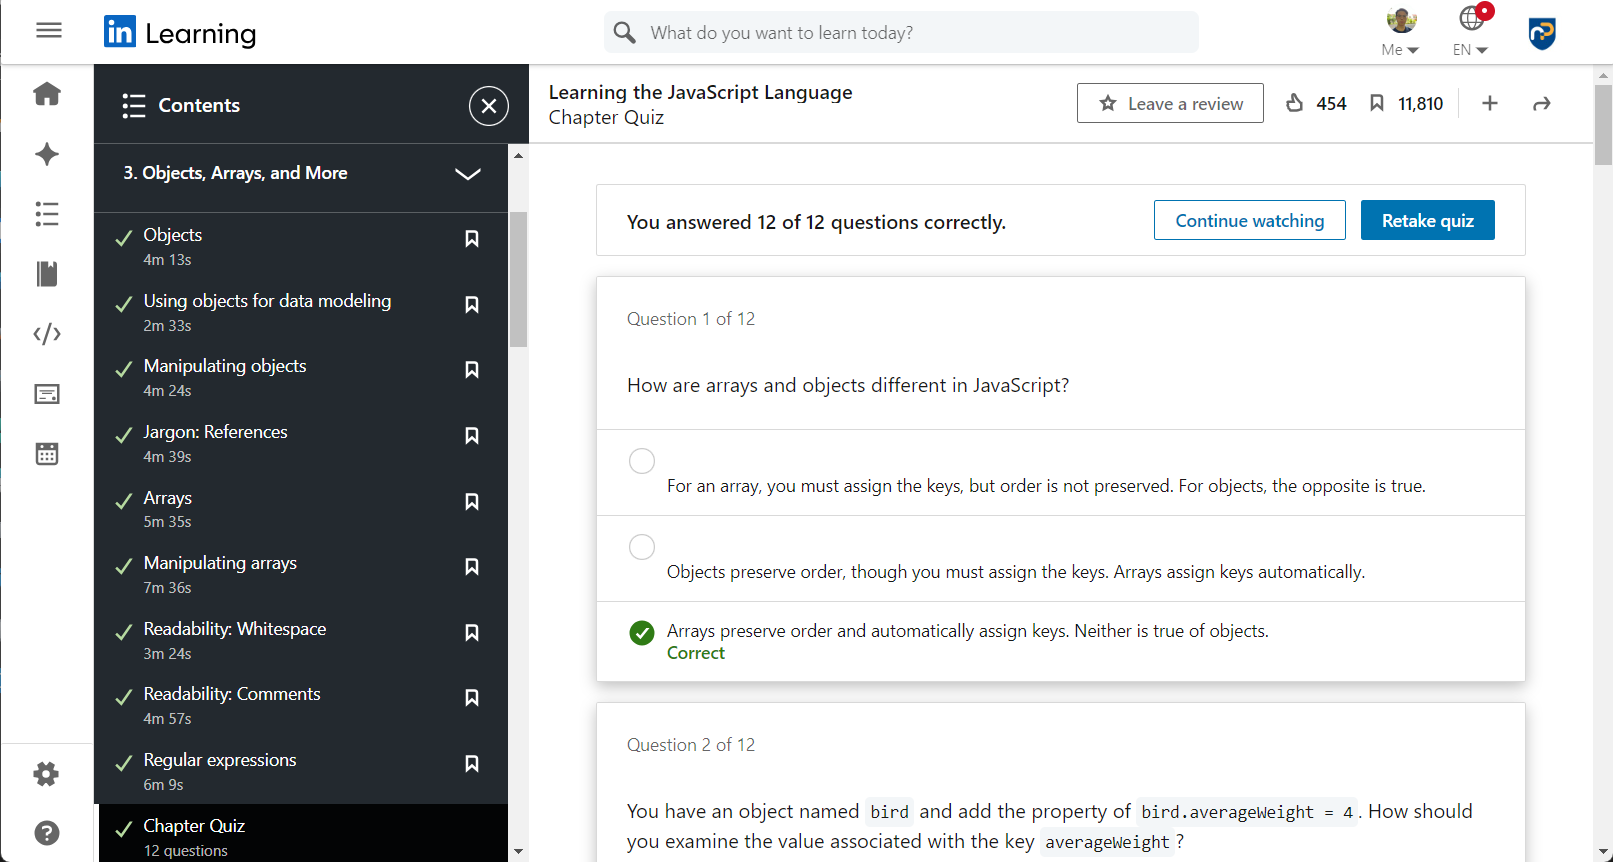 in Learning
What do you want to learn today?
Me
EN
Contents
3. Objects, Arrays, and More
Objects
4m 13s
Using objects for data modeling
2m 33s
Manipulating objects
4m 24s
Jargon: References
4m 39s
Arrays
5m 35s
Manipulating arrays
7m 36s
Readability: Whitespace
3m 24s
Readability: Comments
4m 57s
Regular expressions
6m 9s
Chapter Quiz
12 questions
Learning the JavaScript Language
Chapter Quiz
Leave a review
454
11,810
You answered 12 of 12 questions correctly.
Continue watching
Retake quiz
Question 1 of 12
How are arrays and objects different in JavaScript?
For an array, you must assign the keys, but order is not preserved. For objects, the opposite is true.
Objects preserve order, though you must assign the keys. Arrays assign keys automatically.
Arrays preserve order and automatically assign keys. Neither is true of objects.
Correct
Question 2 of 12
You have an object named bird and add the property of bird.averageWeight = 4. How should
you examine the value associated with the key averageWeight?